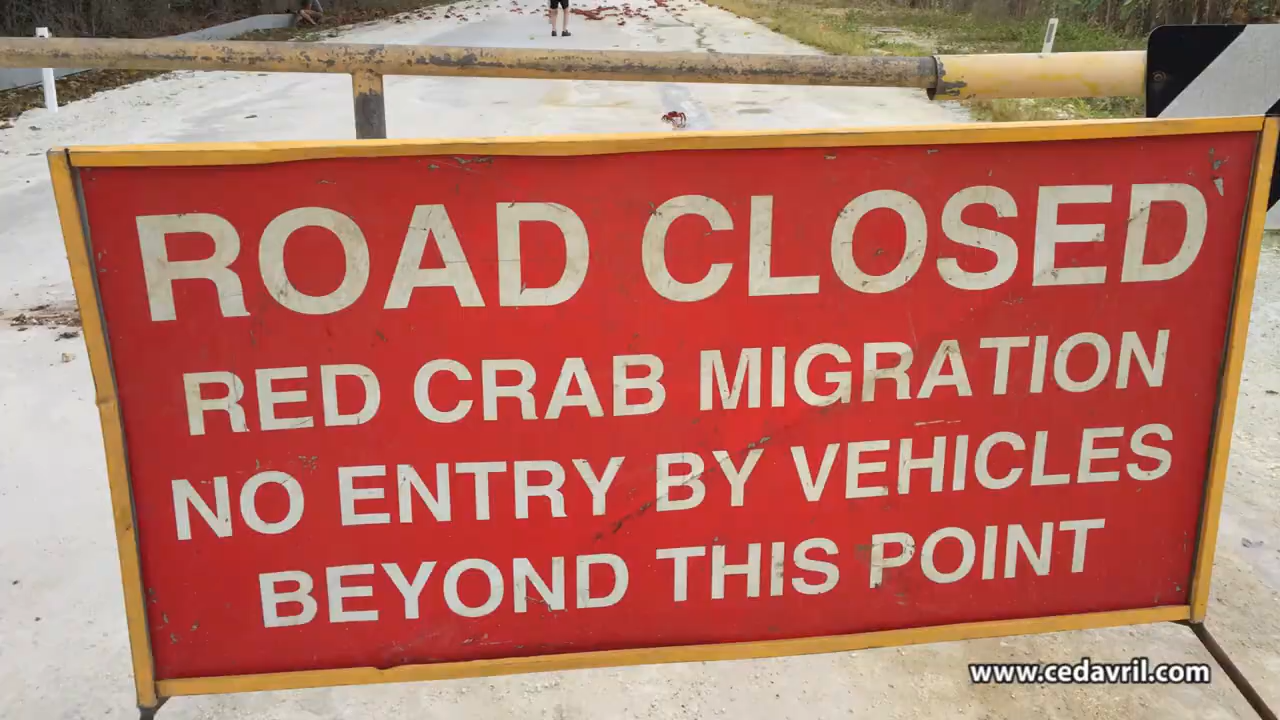 ROAD CLOSED
RED CRAB MIGRATION
NO ENTRY BY VEHICLES
BEYOND THIS POINT
www.cedavril.com